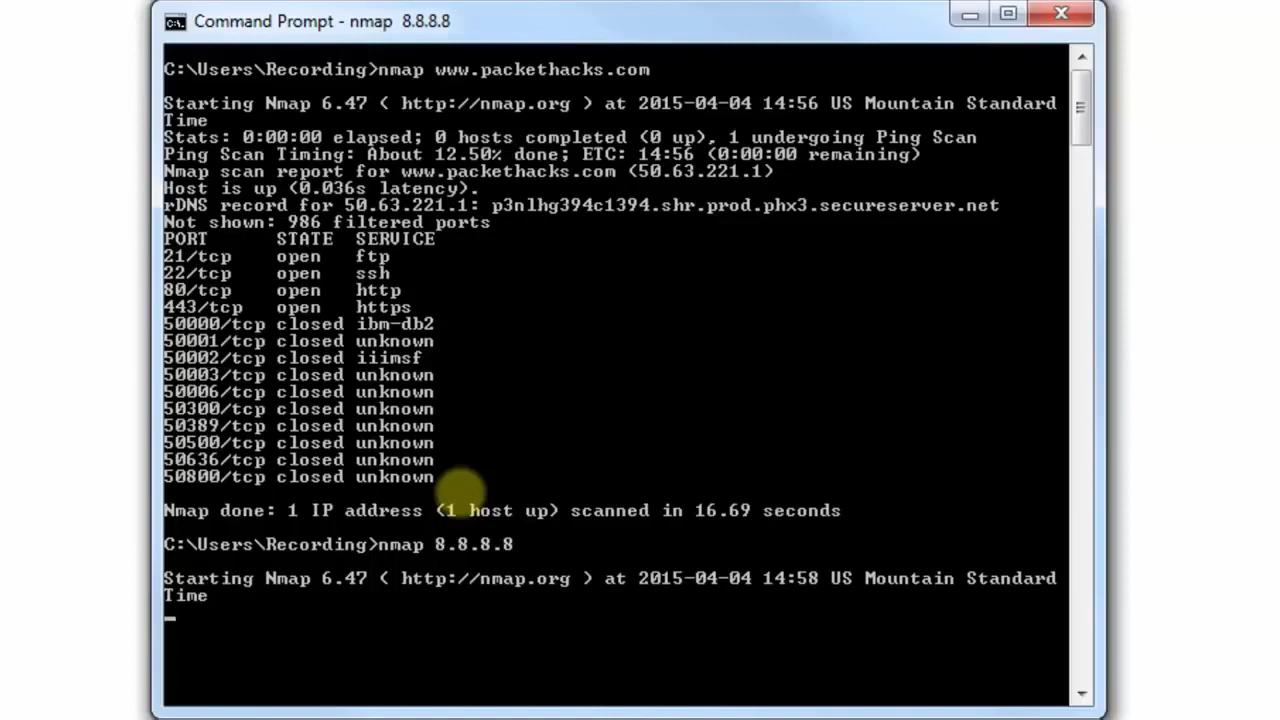 Command Prompt - nmap 8.8.8.8
C:\Users\Recording>nmap www.packethacks.com
Starting Nmap 6.47 ( http://nmap.org ) at 2015-04-04 14:56 US Mountain Standard
Time
Stats: 0:00:00 elapsed; 0 hosts completed (0 up), 1 undergoing Ping Scan
Ping Scan Timing: About 12.50% done; ETC: 14:56 (0:00:00 remaining)
Nmap scan report for www.packethacks.com (50.63.221.1)
Host is up (0.036s latency).
rDNS record for 50.63.221.1: p3nlhg394c1394.shr.prod.phx3.secureserver.net
Not shown: 986 filtered ports
PORT STATE SERVICE
21/tcp open ftp
22/tcp open ssh
80/tcp open http
443/tcp open https
50000/tcp closed ibm-db2
50001/tcp closed unknown
50002/tcp closed iiimsf
50003/tcp closed unknown
50006/tcp closed unknown
50300/tcp closed unknown
50389/tcp closed unknown
50500/tcp closed unknown
50636/tcp closed unknown
50800/tcp closed unknown
Nmap done: 1 IP address (1 host up) scanned in 16.69 seconds
C:\Users\Recording>nmap 8.8.8.8
Starting Nmap 6.47 ( http://nmap.org ) at 2015-04-04 14:58 US Mountain Standard
Time